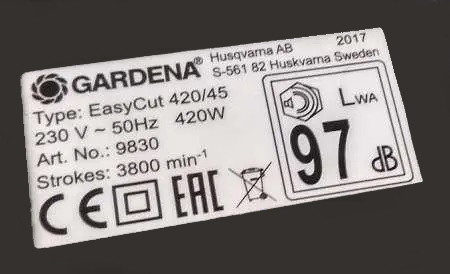 GARDENA
Husqvarna AB 2017
S-561 82 Huskvarna Sweden
Type: EasyCut 420/45
230 V ~ 50Hz 420W
Art. No.: 9830
Strokes: 3800 min⁻¹
CE EAC
LWA
97 dB